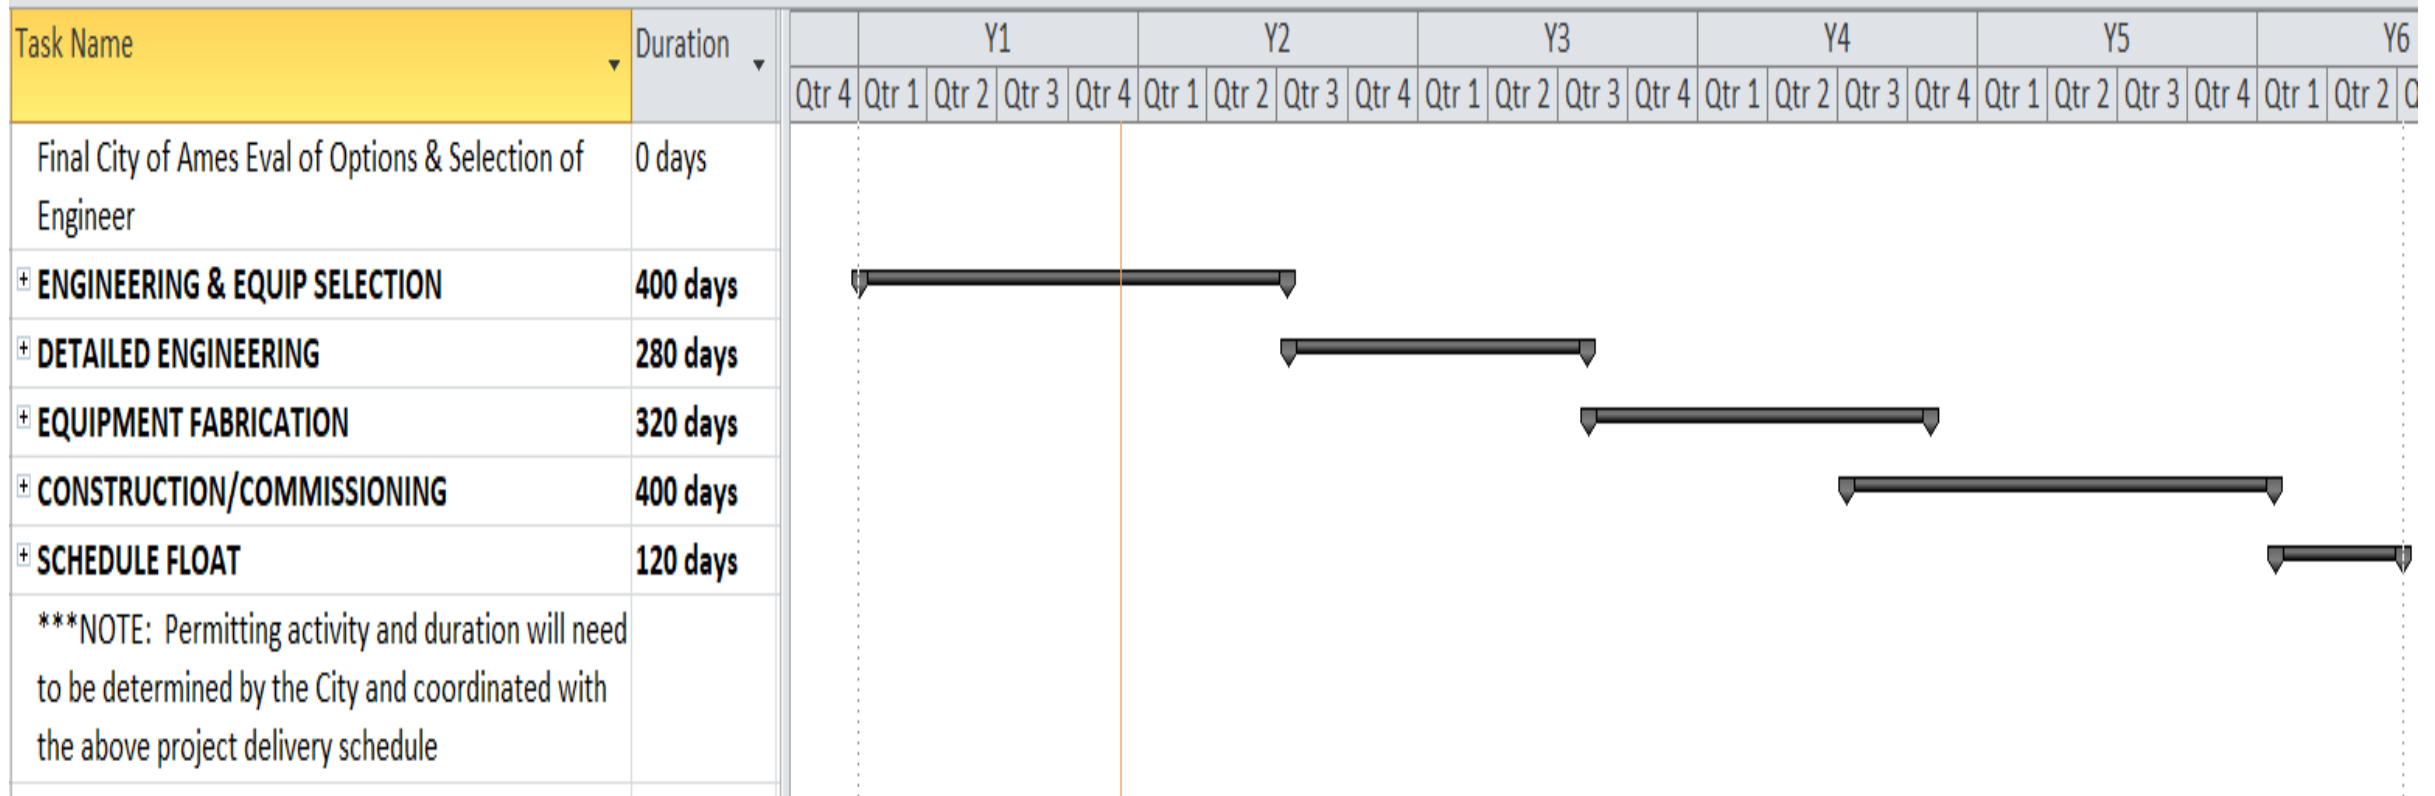 Task Name Duration Y1 Y2 Y3 Y4 Y5 Y6
Qtr 4 Qtr 1 Qtr 2 Qtr 3 Qtr 4 Qtr 1 Qtr 2 Qtr 3 Qtr 4 Qtr 1 Qtr 2 Qtr 3 Qtr 4 Qtr 1 Qtr 2 Qtr 3 Qtr 4 Qtr 1 Qtr 2 Qtr 3 Qtr 4 Qtr 1 Qtr 2
Final City of Ames Eval of Options & Selection of 0 days
Engineer
ENGINEERING & EQUIP SELECTION 400 days
DETAILED ENGINEERING 280 days
EQUIPMENT FABRICATION 320 days
CONSTRUCTION/COMMISSIONING 400 days
SCHEDULE FLOAT 120 days
***NOTE: Permitting activity and duration will need
to be determined by the City and coordinated with
the above project delivery schedule